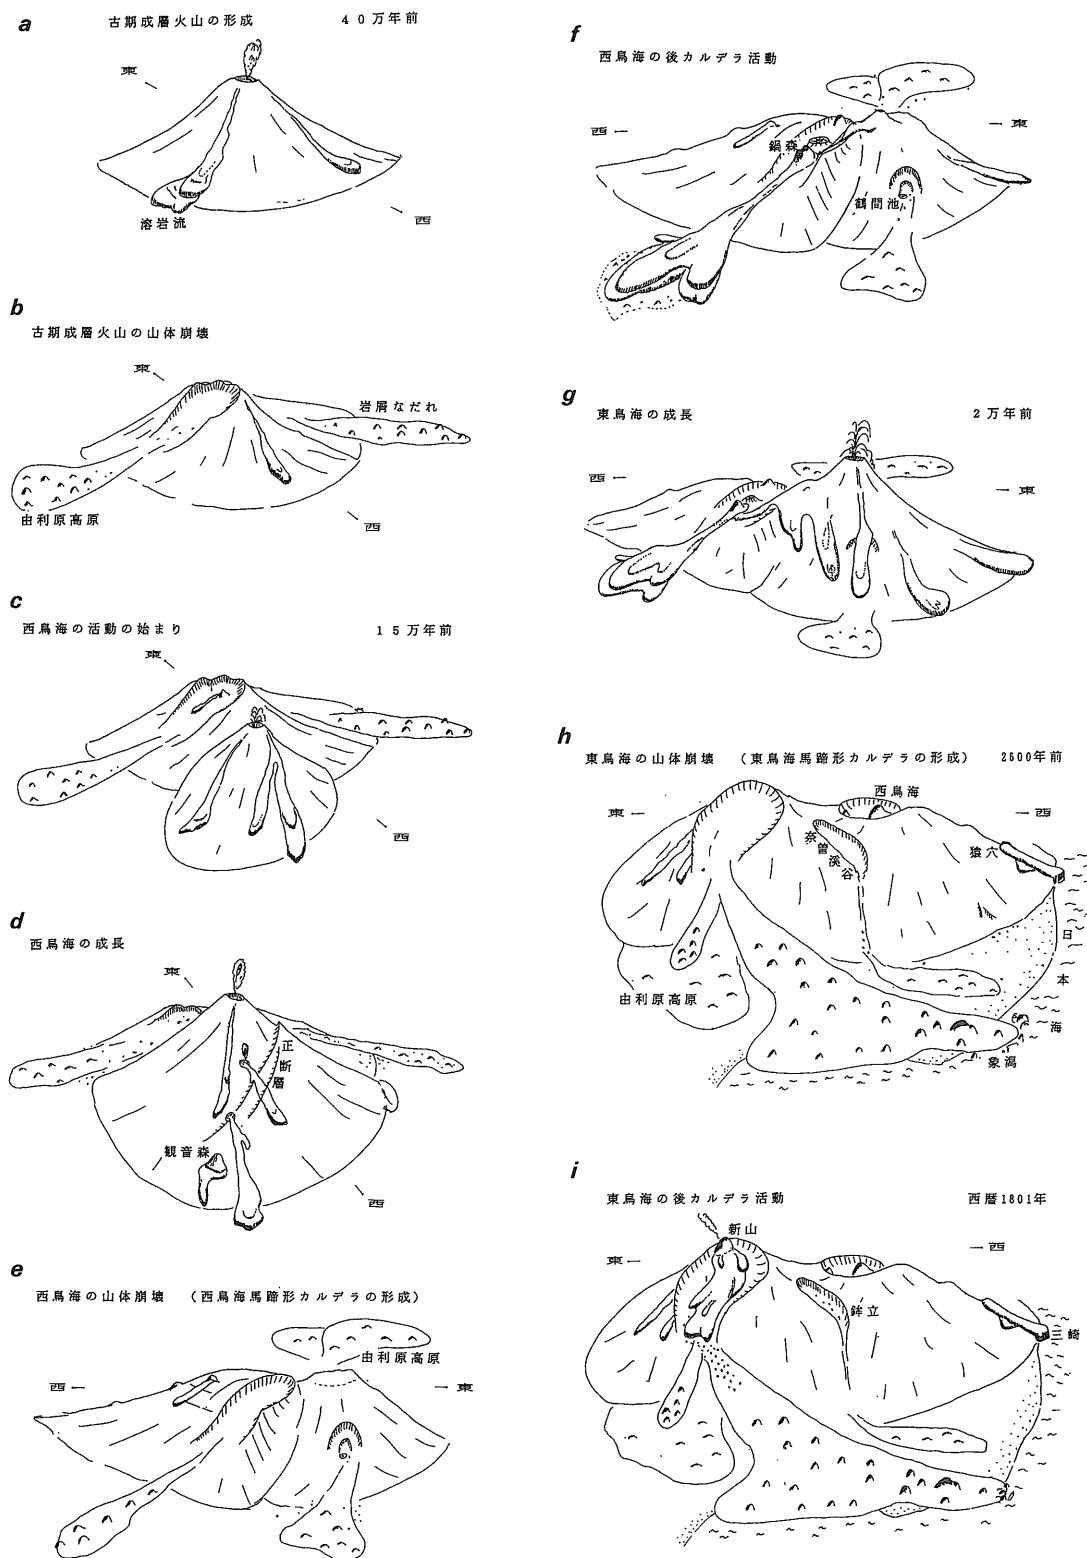 a
古期成層火山の形成 40万年前
東
西
溶岩流
b
古期成層火山の山体崩壊
東
岩屑なだれ
由利原高原
西
c
西鳥海の活動の始まり 15万年前
東
西
d
西鳥海の成長
東
正断層
観音森
西
e
西鳥海の山体崩壊 (西鳥海馬蹄形カルデラの形成)
由利原高原
西 東
f
西鳥海の後カルデラ活動
西 東
鍋森
鶴間池
g
東鳥海の成長 2万年前
西 東
h
東鳥海の山体崩壊 (東鳥海馬蹄形カルデラの形成) 2600年前
西鳥海
東 西
奈曽渓谷
猿穴
日本海
由利原高原
象潟
i
東鳥海の後カルデラ活動 西暦1801年
新山
東 西
鉾立
三崎